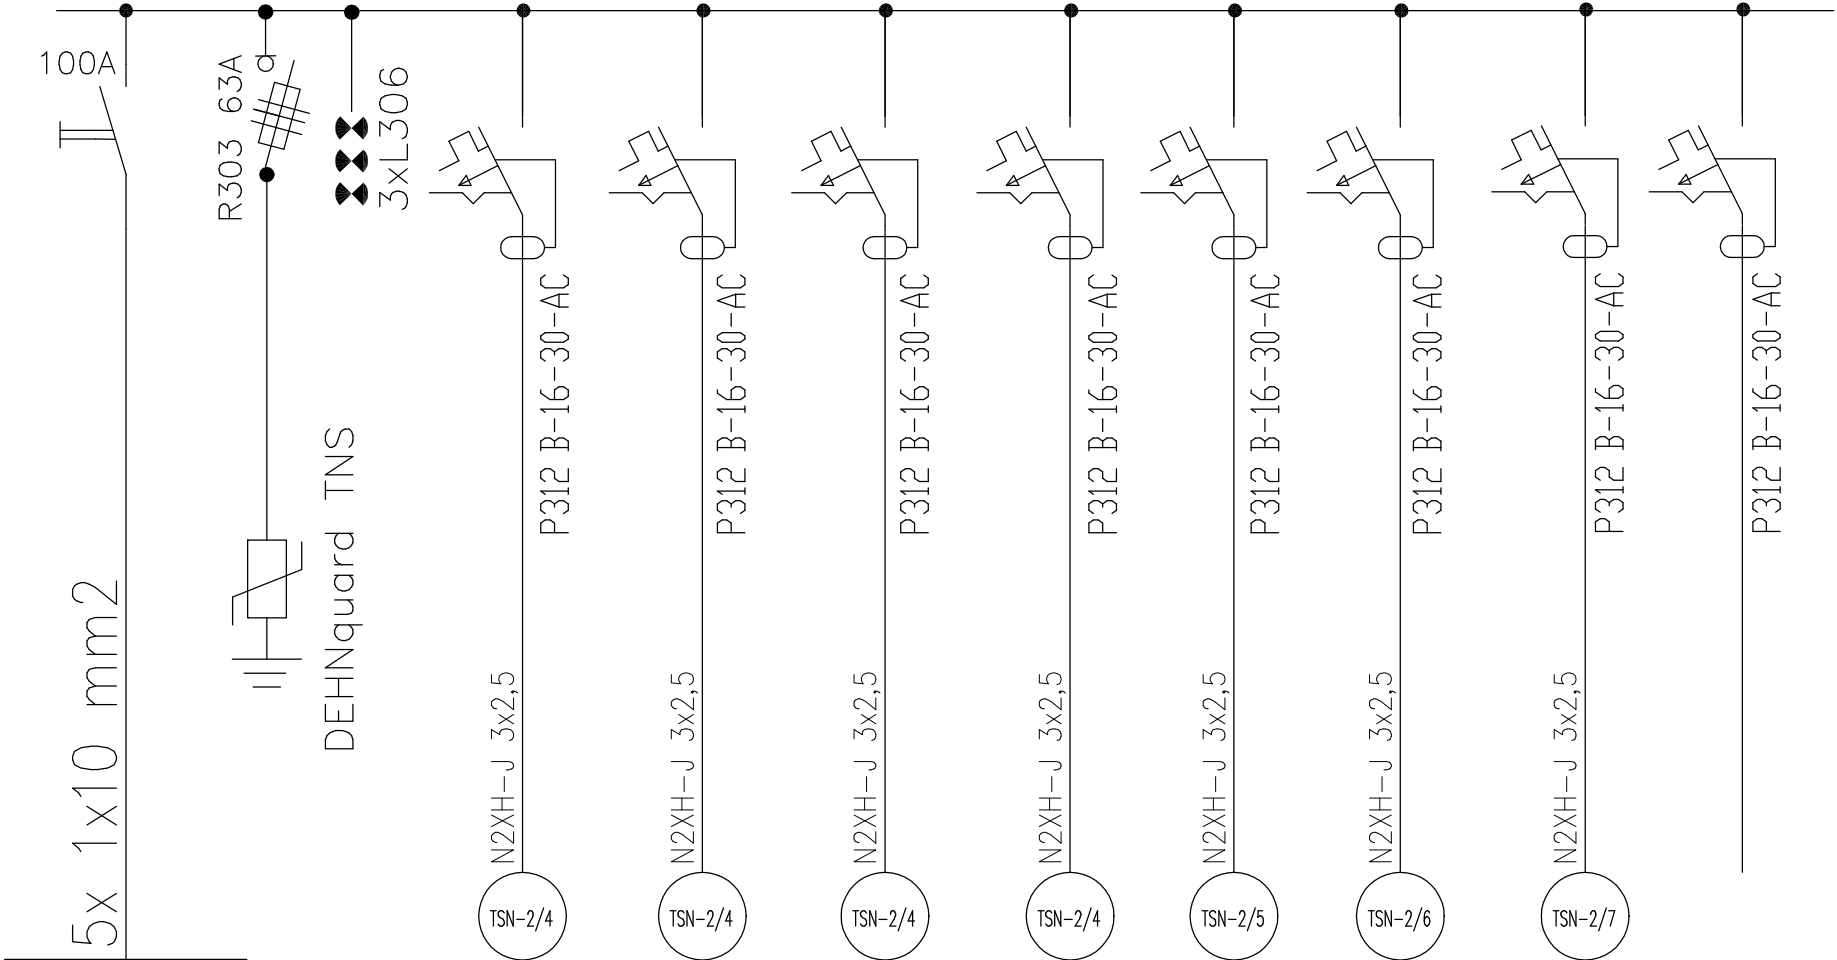 100A
5x 1x10 mm2
R303 63A
3xL306
DEHNquard TNS
P312 B-16-30-AC
N2XH-J 3x2,5
TSN-2/4
P312 B-16-30-AC
N2XH-J 3x2,5
TSN-2/4
P312 B-16-30-AC
N2XH-J 3x2,5
TSN-2/4
P312 B-16-30-AC
N2XH-J 3x2,5
TSN-2/4
P312 B-16-30-AC
N2XH-J 3x2,5
TSN-2/5
P312 B-16-30-AC
N2XH-J 3x2,5
TSN-2/6
P312 B-16-30-AC
N2XH-J 3x2,5
TSN-2/7
P312 B-16-30-AC